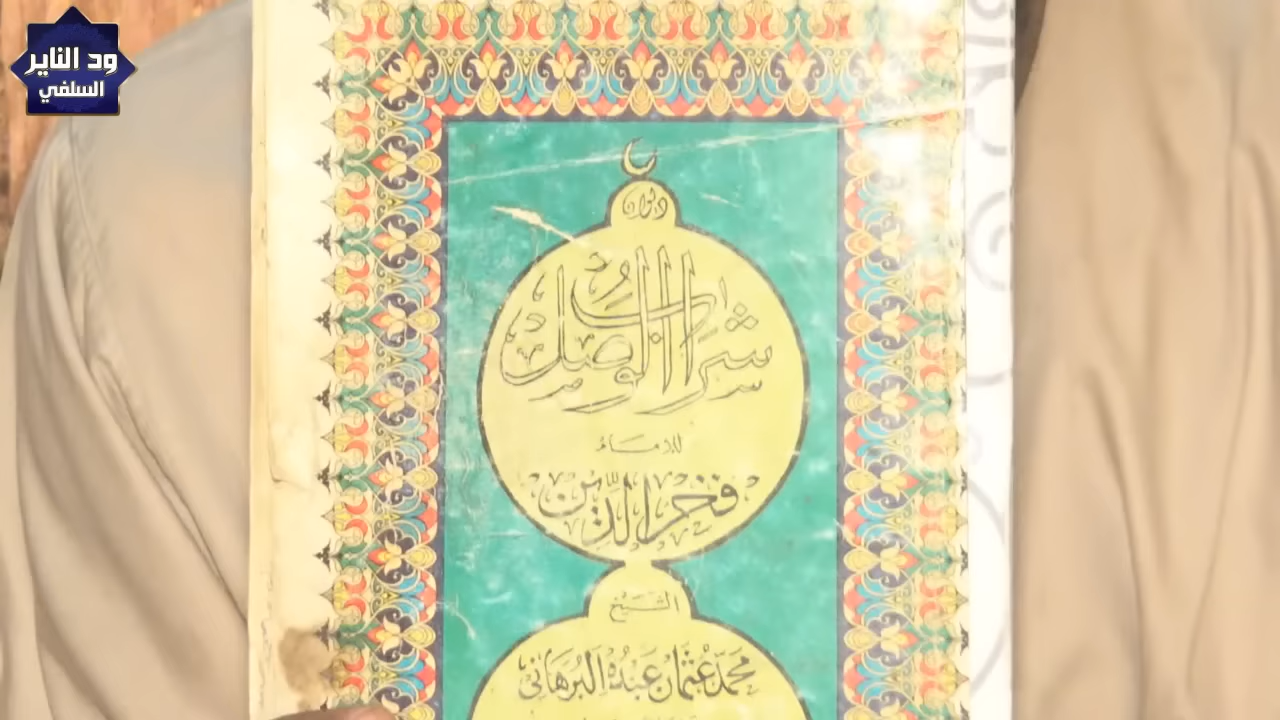 ود الناير
السلفي
ديوان
شراب الوصل
للإمام
فخر الدين
الشيخ
محمد عثمان عبده البرهاني